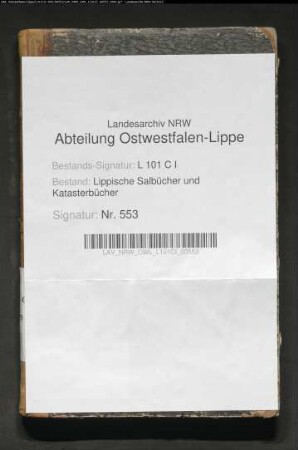 Landesarchiv NRW
Abteilung Ostwestfalen-Lippe
Bestands-Signatur: L 101 C I
Bestand: Lippische Salbücher und
Katasterbücher
Signatur: Nr. 553